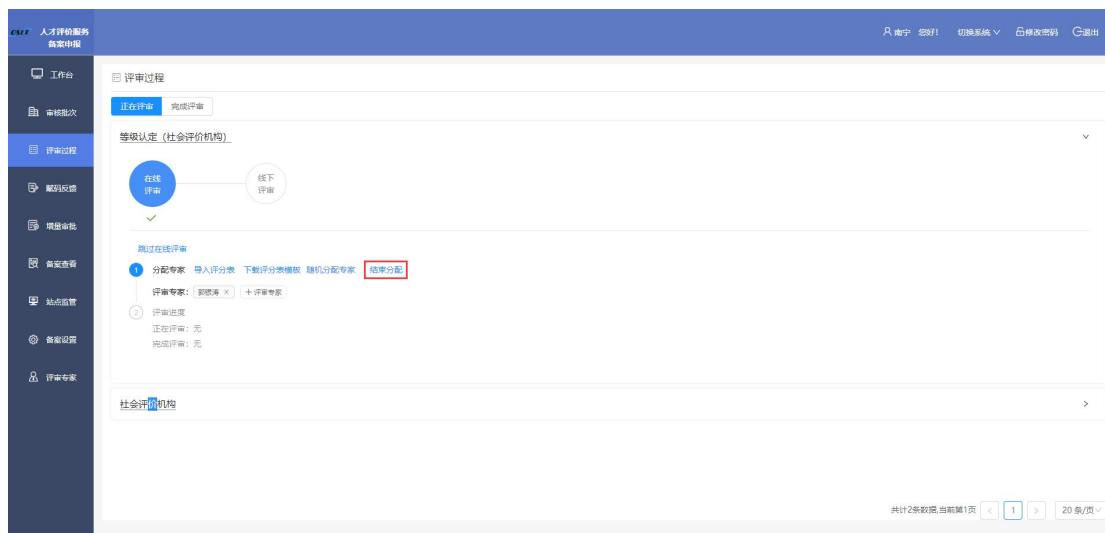 人才评价服务
备案申报
南宁 您好! 切换系统 修改密码 退出
工作台
审核批次
评审过程
赋码反馈
增量审批
备案查看
站点监管
备案设置
评审专家
评审过程
正在评审 完成评审
等级认定（社会评价机构）
在线
评审
线下
评审
跳过在线评审
1 分配专家 导入评分表 下载评分表模板 随机分配专家 结束分配
评审专家: 郭振涛 × + 评审专家
2 评审进度
正在评审: 无
完成评审: 无
社会评价机构
共计2条数据,当前第1页 < 1 > 20 条/页